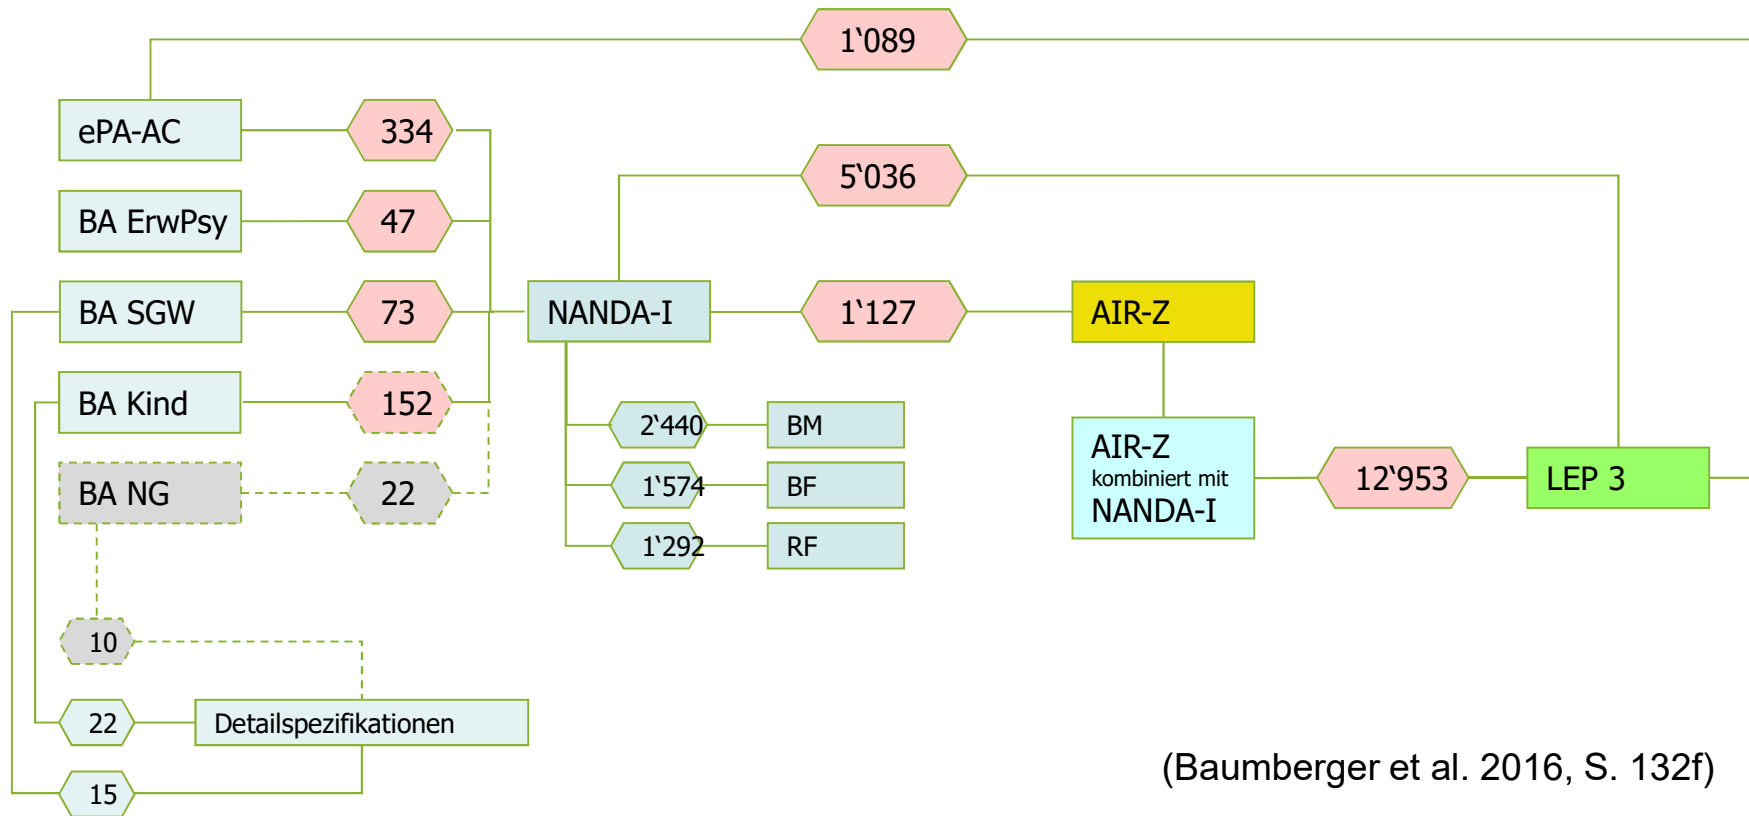 1‘089
ePA-AC
334
5‘036
BA ErwPsy
47
BA SGW
73
NANDA-I
1‘127
AIR-Z
BA Kind
152
2‘440
BM
AIR-Z
kombiniert mit
NANDA-I
BA NG
22
1‘574
BF
12‘953
LEP 3
1‘292
RF
10
22
Detailspezifikationen
15
(Baumberger et al. 2016, S. 132f)